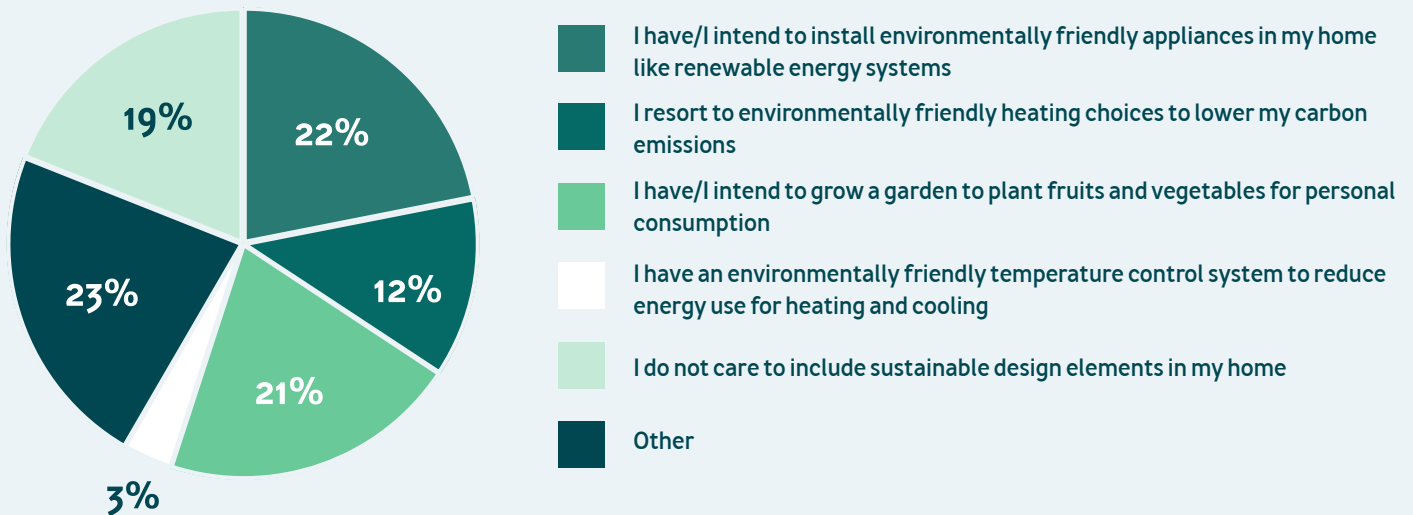 19%
22%
23%
12%
21%
3%
I have/I intend to install environmentally friendly appliances in my home
like renewable energy systems
I resort to environmentally friendly heating choices to lower my carbon
emissions
I have/I intend to grow a garden to plant fruits and vegetables for personal
consumption
I have an environmentally friendly temperature control system to reduce
energy use for heating and cooling
I do not care to include sustainable design elements in my home
Other